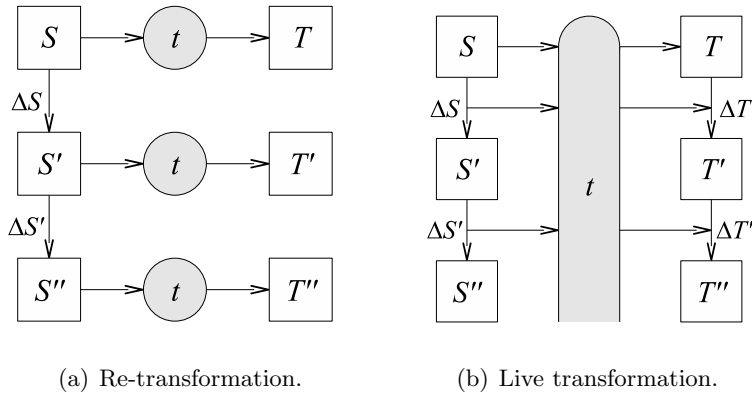 S t T S t T
ΔS ΔS ΔT
S′ t T′ S′ t T′
ΔS′ ΔS′ ΔT′
S″ t T″ S″ T″
(a) Re-transformation. (b) Live transformation.